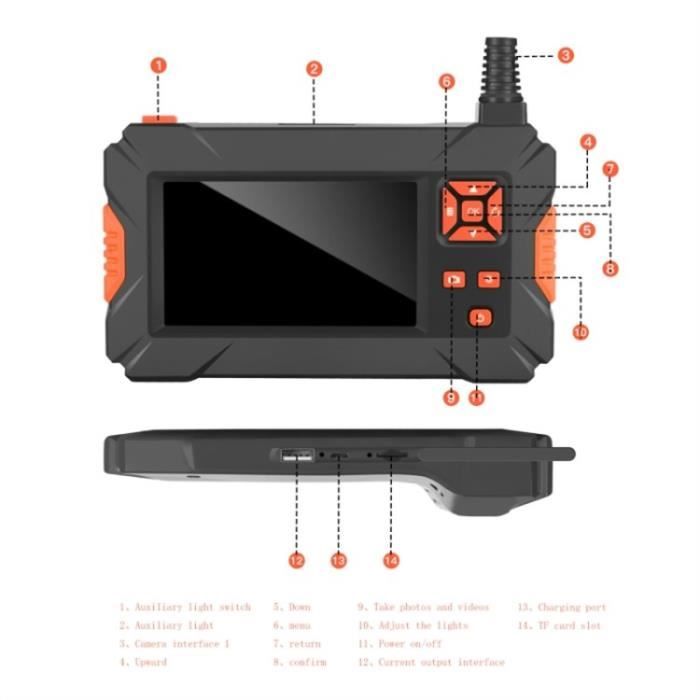 1
2
3
6
4
7
OK
5
8
10
9
11
12
13
14
1、Auxiliary light switch
2、Auxiliary light
3、Camera interface 1
4、Upward
5、Down
6、menu
7、return
8、comfirm
9、Take photos and videos
10、Adjust the lights
11、Power on/off
12、Current output interface
13、Charging port
14、TF card slot